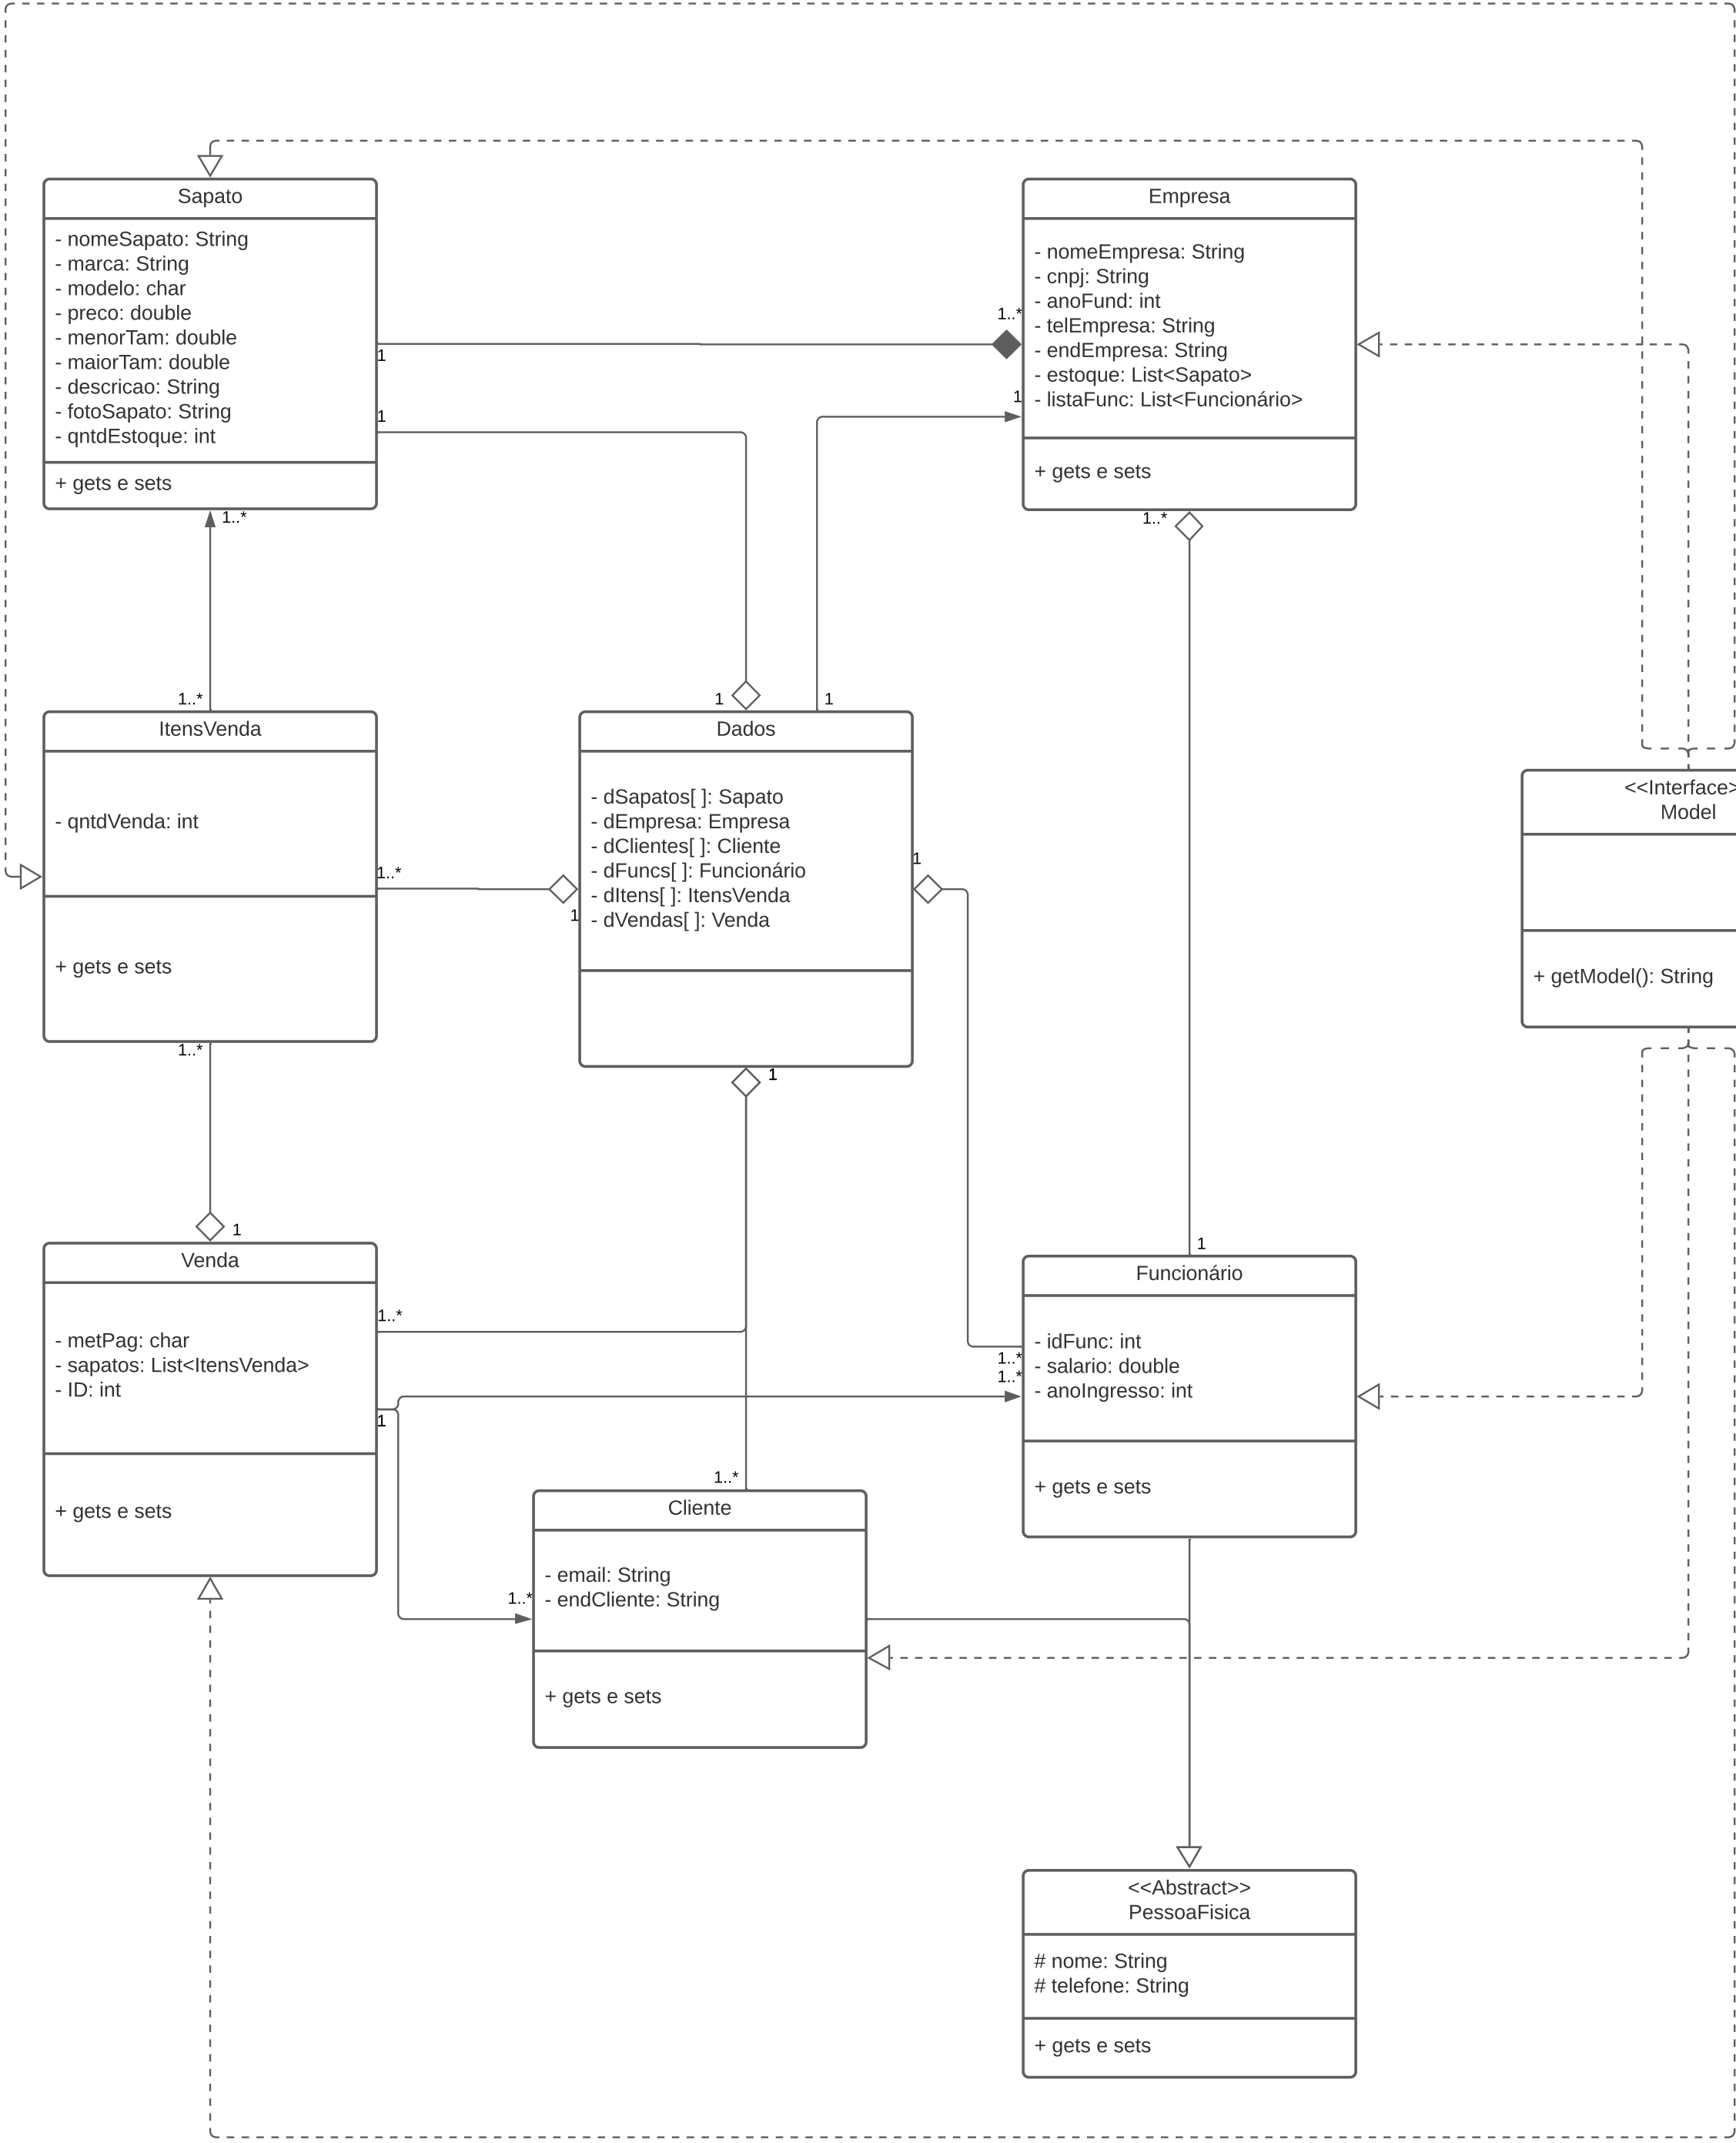 Sapato
- nomeSapato: String
- marca: String
- modelo: char
- preco: double
- menorTam: double
- maiorTam: double
- descricao: String
- fotoSapato: String
- qntdEstoque: int
+ gets e sets
Empresa
- nomeEmpresa: String
- cnpj: String
- anoFund: int
- telEmpresa: String
- endEmpresa: String
- estoque: List<Sapato>
- listaFunc: List<Funcionário>
+ gets e sets
1..*
1
1
1
1..*
1..*
1..*
1
1
ItensVenda
- qntdVenda: int
+ gets e sets
Dados
- dSapatos[ ]: Sapato
- dEmpresa: Empresa
- dClientes[ ]: Cliente
- dFuncs[ ]: Funcionário
- dItens[ ]: ItensVenda
- dVendas[ ]: Venda
<<Interface>
Model
+ getModel(): String
1
1..*
1
1..*
1
1
1
Venda
- metPag: char
- sapatos: List<ItensVenda>
- ID: int
+ gets e sets
Funcionário
- idFunc: int
- salario: double
- anoIngresso: int
+ gets e sets
1..*
1..*
1..*
1
1..*
1..*
Cliente
- email: String
- endCliente: String
+ gets e sets
<<Abstract>>
PessoaFisica
# nome: String
# telefone: String
+ gets e sets